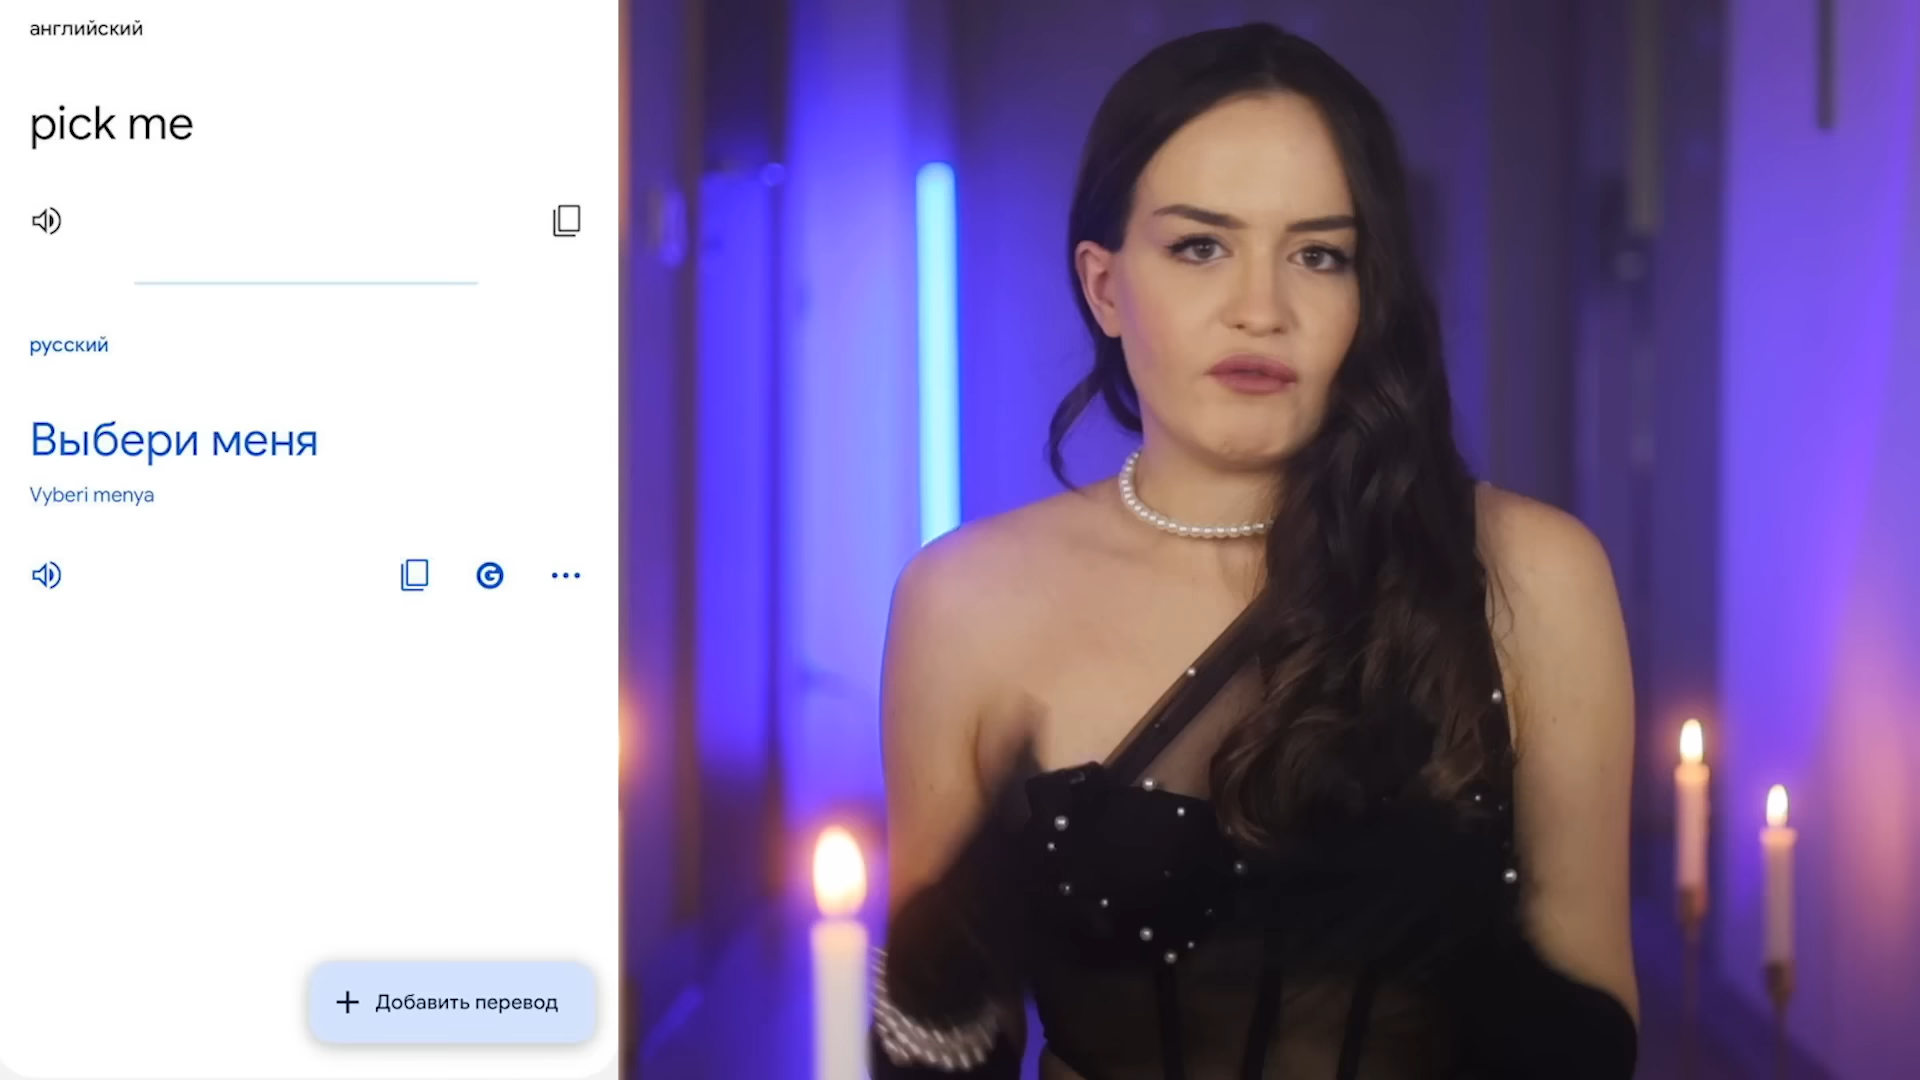 английский
pick me
русский
Выбери меня
Vyberi menya
Добавить перевод